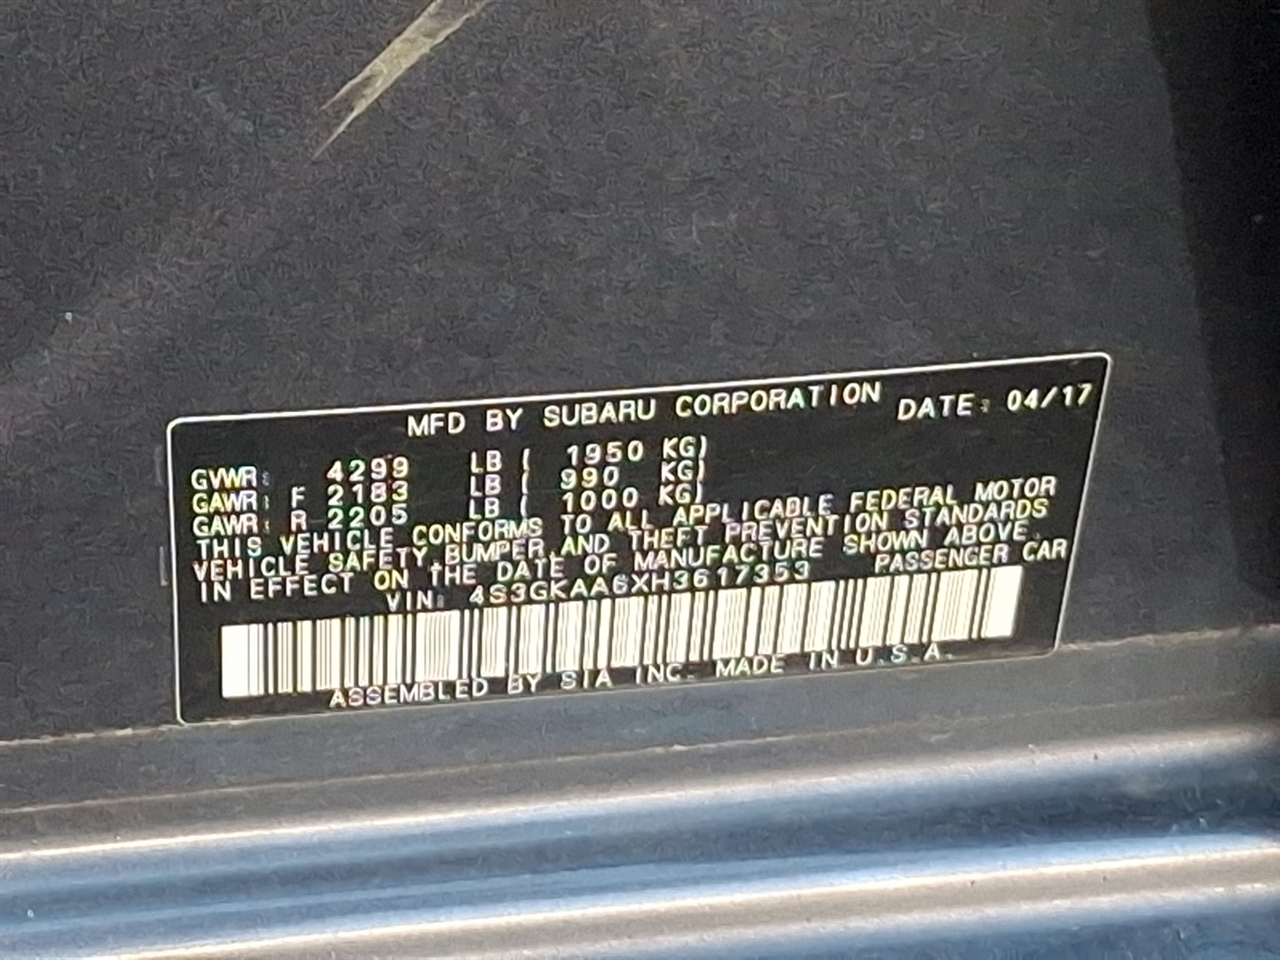 MFD BY SUBARU CORPORATION DATE: 04/17
GVWR: 4299 LB ( 1950 KG)
GAWR: F 2183 LB ( 990 KG)
GAWR: R 2205 LB ( 1000 KG)
THIS VEHICLE CONFORMS TO ALL APPLICABLE FEDERAL MOTOR
VEHICLE SAFETY, BUMPER, AND THEFT PREVENTION STANDARDS
IN EFFECT ON THE DATE OF MANUFACTURE SHOWN ABOVE.
VIN: 4S3GKAA6XH3617353 PASSENGER CAR
ASSEMBLED BY SIA INC. MADE IN U.S.A.